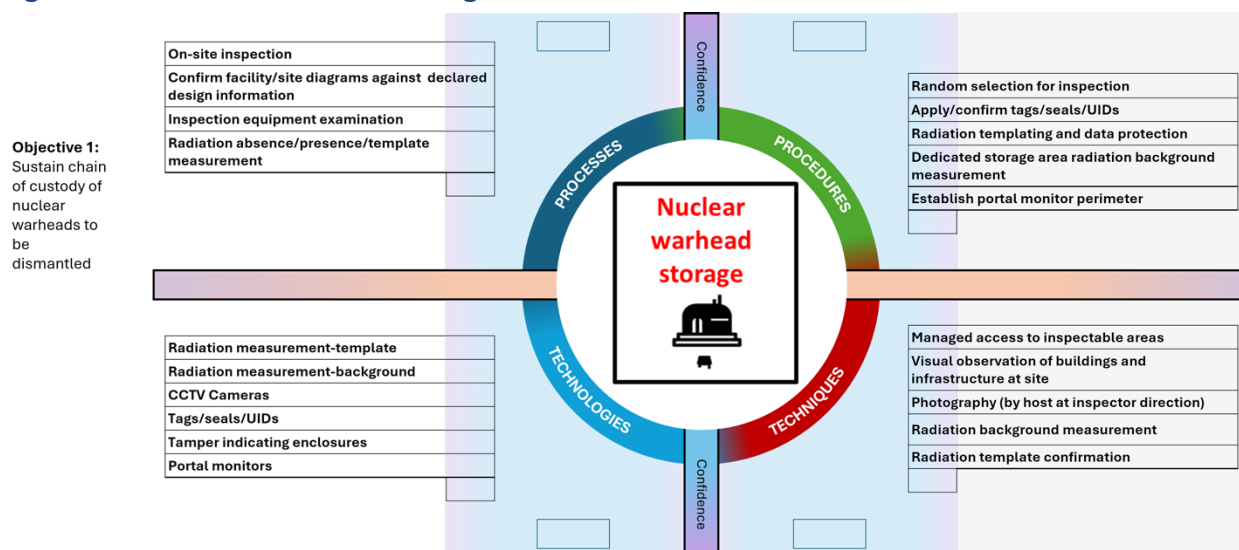 On-site inspection
Confirm facility/site diagrams against declared
design information
Inspection equipment examination
Radiation absence/presence/template
measurement
Objective 1:
Sustain chain
of custody of
nuclear
warheads to
be
dismantled
Confidence
Random selection for inspection
Apply/confirm tags/seals/UIDs
Radiation templating and data protection
Dedicated storage area radiation background
measurement
Establish portal monitor perimeter
PROCESSES
PROCEDURES
Nuclear
warhead
storage
TECHNOLOGIES
TECHNIQUES
Radiation measurement-template
Radiation measurement-background
CCTV Cameras
Tags/seals/UIDs
Tamper indicating enclosures
Portal monitors
Confidence
Managed access to inspectable areas
Visual observation of buildings and
infrastructure at site
Photography (by host at inspector direction)
Radiation background measurement
Radiation template confirmation